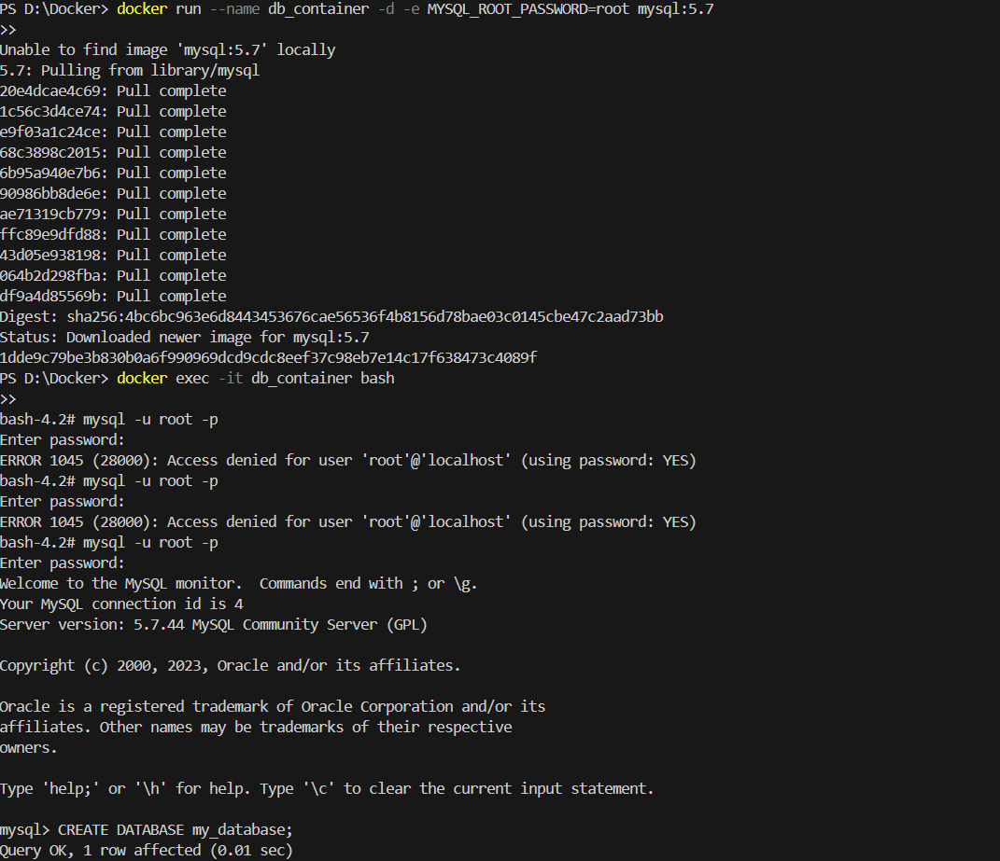 PS D:\Docker> docker run --name db_container -d -e MYSQL_ROOT_PASSWORD=root mysql:5.7
>>
Unable to find image 'mysql:5.7' locally
5.7: Pulling from library/mysql
20e4dcae4c69: Pull complete
1c56c3d4ce74: Pull complete
e9f03a1c24ce: Pull complete
68c3898c2015: Pull complete
6b95a940e7b6: Pull complete
90986bb8de6e: Pull complete
ae71319cb779: Pull complete
ffc89e9dfd88: Pull complete
43d05e938198: Pull complete
064b2d298fba: Pull complete
df9a4d85569b: Pull complete
Digest: sha256:4bc6bc963e6d8443453676cae56536f4b8156d78bae03c0145cbe47c2aad73bb
Status: Downloaded newer image for mysql:5.7
1dde9c79be3b830b0a6f990969dcd9cdc8eef37c98eb7e14c17f638473c4089f
PS D:\Docker> docker exec -it db_container bash
>>
bash-4.2# mysql -u root -p
Enter password:
ERROR 1045 (28000): Access denied for user 'root'@'localhost' (using password: YES)
bash-4.2# mysql -u root -p
Enter password:
ERROR 1045 (28000): Access denied for user 'root'@'localhost' (using password: YES)
bash-4.2# mysql -u root -p
Enter password:
Welcome to the MySQL monitor.  Commands end with ; or \g.
Your MySQL connection id is 4
Server version: 5.7.44 MySQL Community Server (GPL)

Copyright (c) 2000, 2023, Oracle and/or its affiliates.

Oracle is a registered trademark of Oracle Corporation and/or its
affiliates. Other names may be trademarks of their respective
owners.

Type 'help;' or '\h' for help. Type '\c' to clear the current input statement.

mysql> CREATE DATABASE my_database;
Query OK, 1 row affected (0.01 sec)